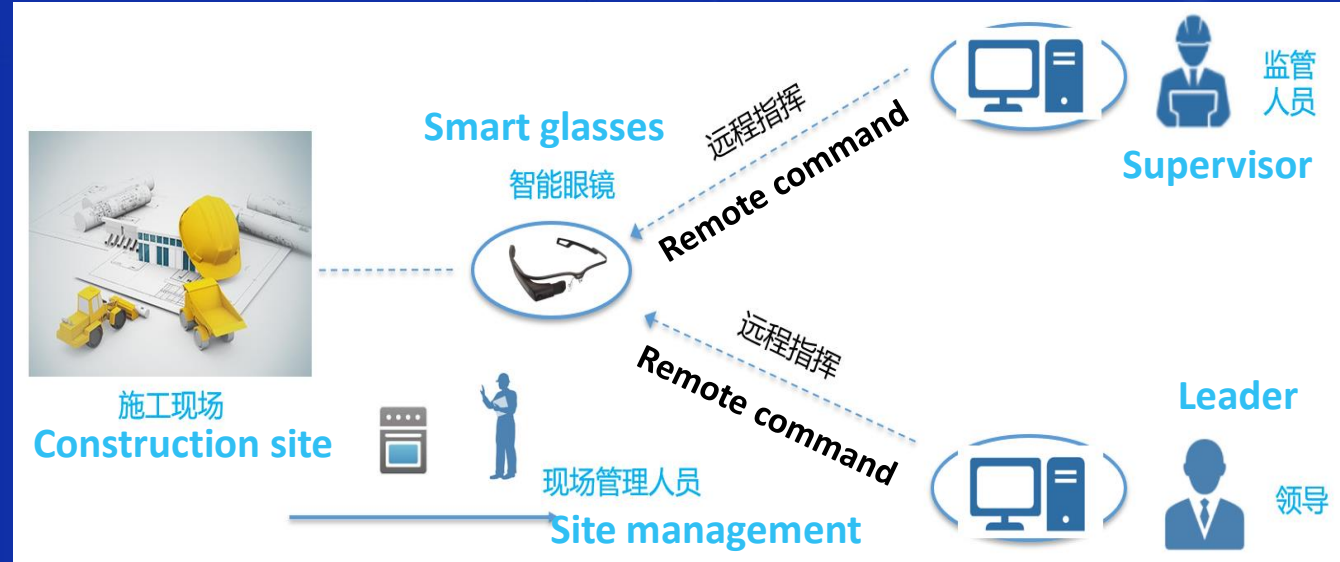 Smart glasses
智能眼镜
远程指挥
Remote command
监管
人员
Supervisor
施工现场
Construction site
远程指挥
Remote command
现场管理人员
Site management
Leader
领导